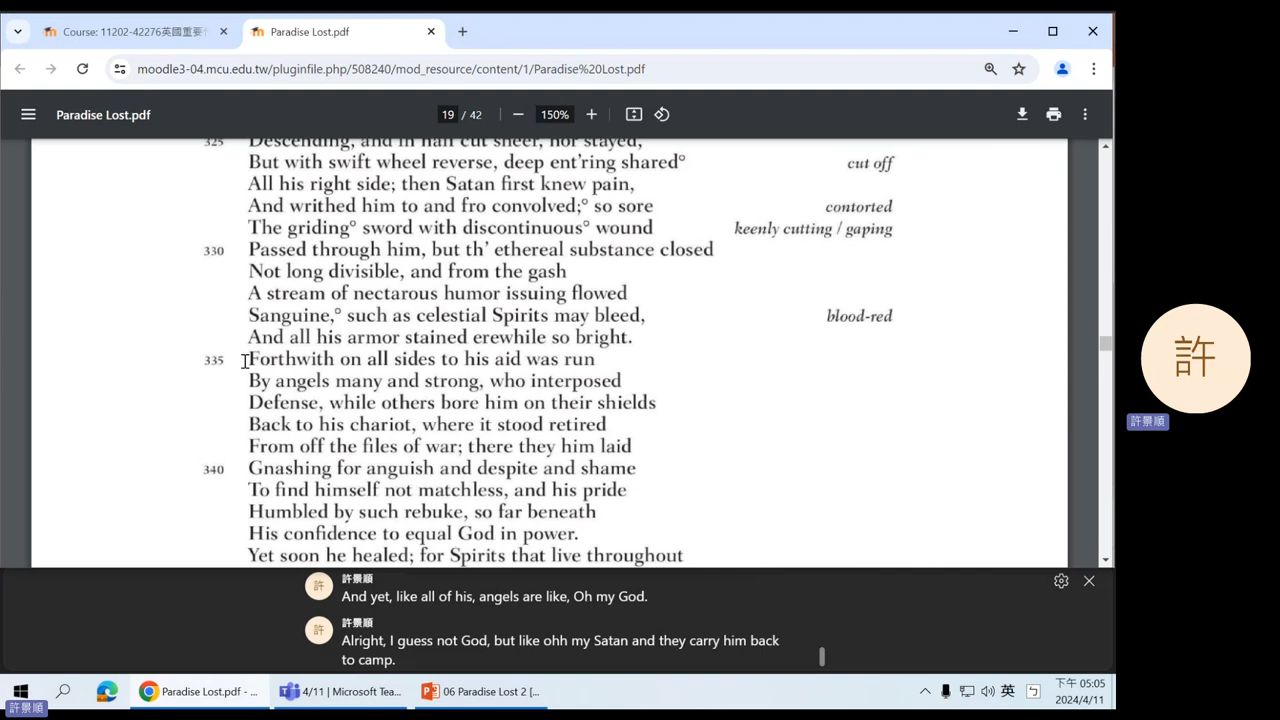 Course: 11202-42276英國重要
Paradise Lost.pdf
moodle3-04.mcu.edu.tw/pluginfile.php/508240/mod_resource/content/1/Paradise%20Lost.pdf
Paradise Lost.pdf
19 / 42
150%
325 Descending, and in half cut sheer, nor stayed,
But with swift wheel reverse, deep ent'ring shared° cut off
All his right side; then Satan first knew pain,
And writhed him to and fro convolved;° so sore contorted
The griding° sword with discontinuous° wound keenly cutting / gaping
330 Passed through him, but th' ethereal substance closed
Not long divisible, and from the gash
A stream of nectarous humor issuing flowed
Sanguine,° such as celestial Spirits may bleed, blood-red
And all his armor stained erewhile so bright.
335 Forthwith on all sides to his aid was run
By angels many and strong, who interposed
Defense, while others bore him on their shields
Back to his chariot, where it stood retired
From off the files of war; there they him laid
340 Gnashing for anguish and despite and shame
To find himself not matchless, and his pride
Humbled by such rebuke, so far beneath
His confidence to equal God in power.
Yet soon he healed; for Spirits that live throughout
許
許景順
許
許景順
And yet, like all of his, angels are like, Oh my God.
許
許景順
Alright, I guess not God, but like ohh my Satan and they carry him back
to camp.
Paradise Lost.pdf - ...
4/11 | Microsoft Tea...
06 Paradise Lost 2 [...
英
ㄅ
下午 05:05
2024/4/11
許景順